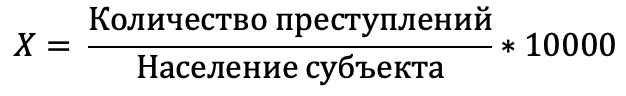 Количество преступлений
X = * 10000
Население субъекта